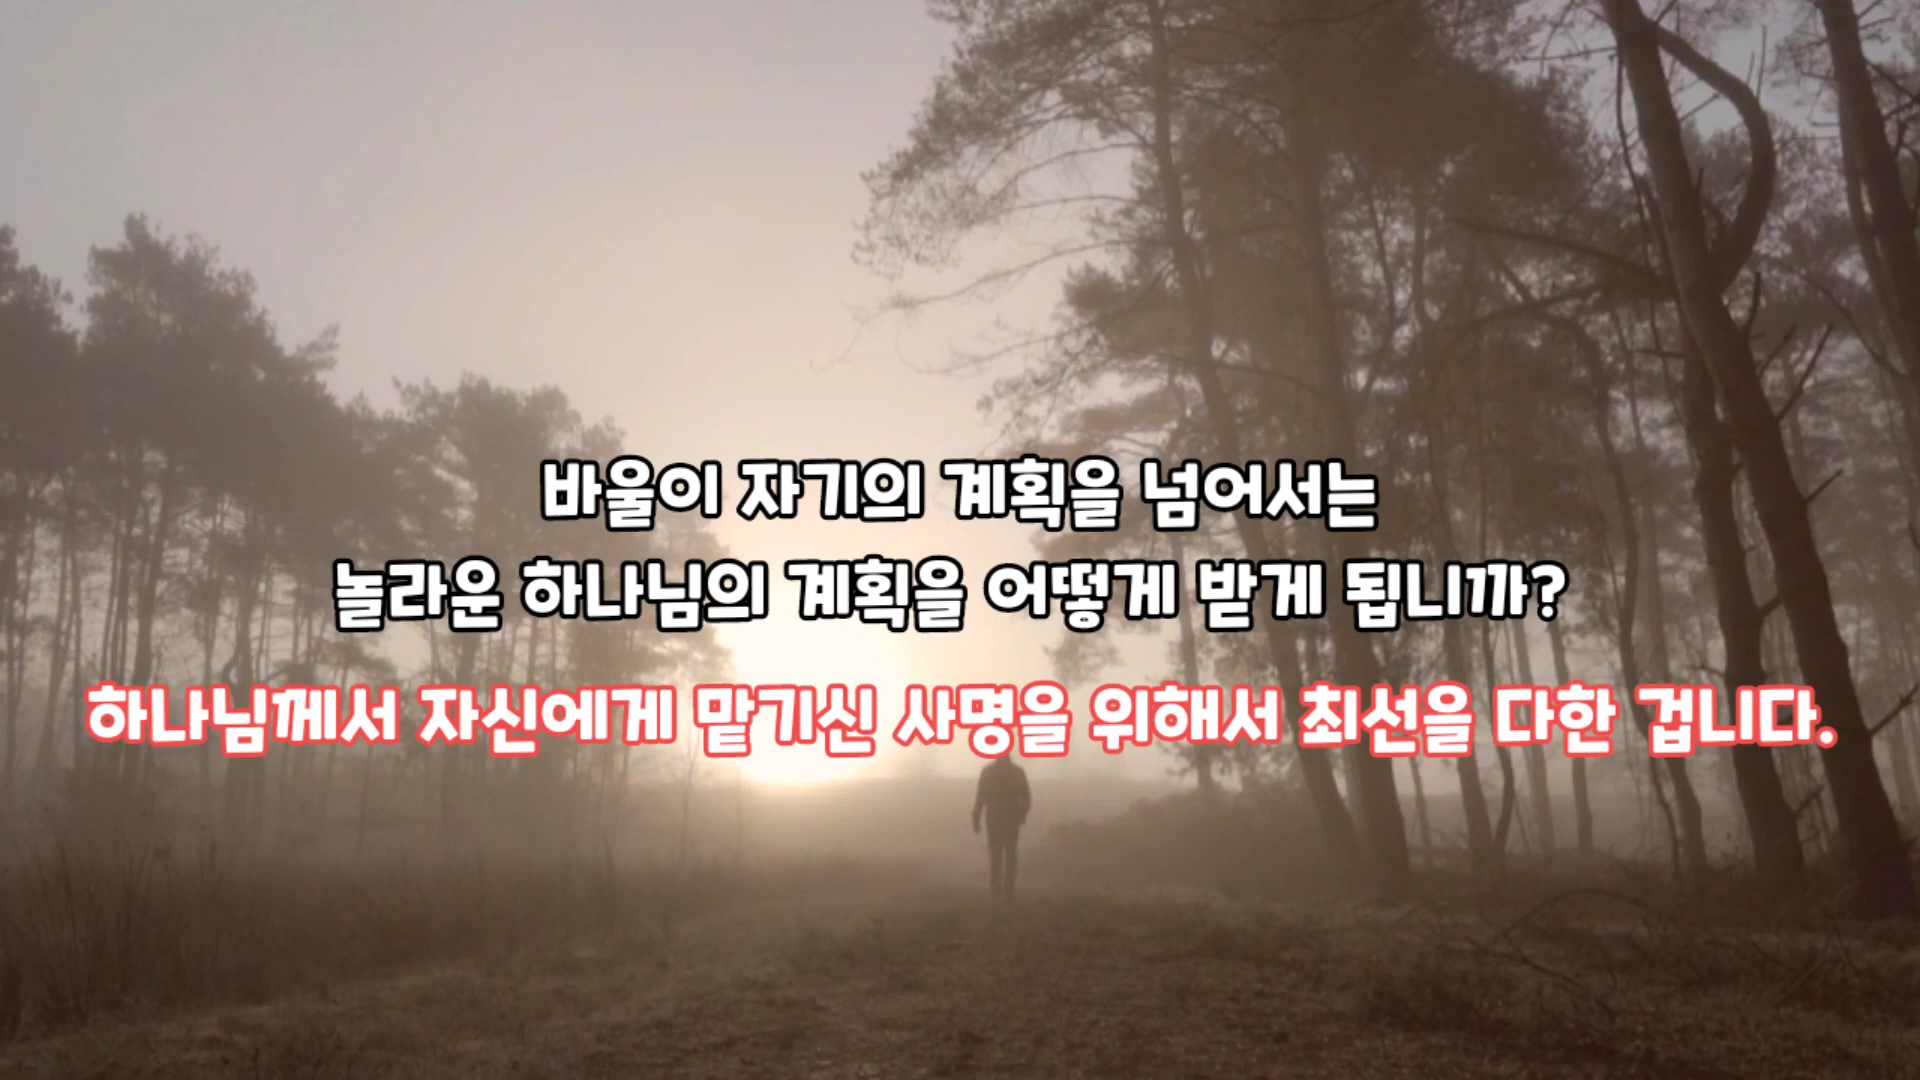 바울이 자기의 계획을 넘어서는
놀라운 하나님의 계획을 어떻게 받게 됩니까?
하나님께서 자신에게 맡기신 사명을 위해서 최선을 다한 겁니다.